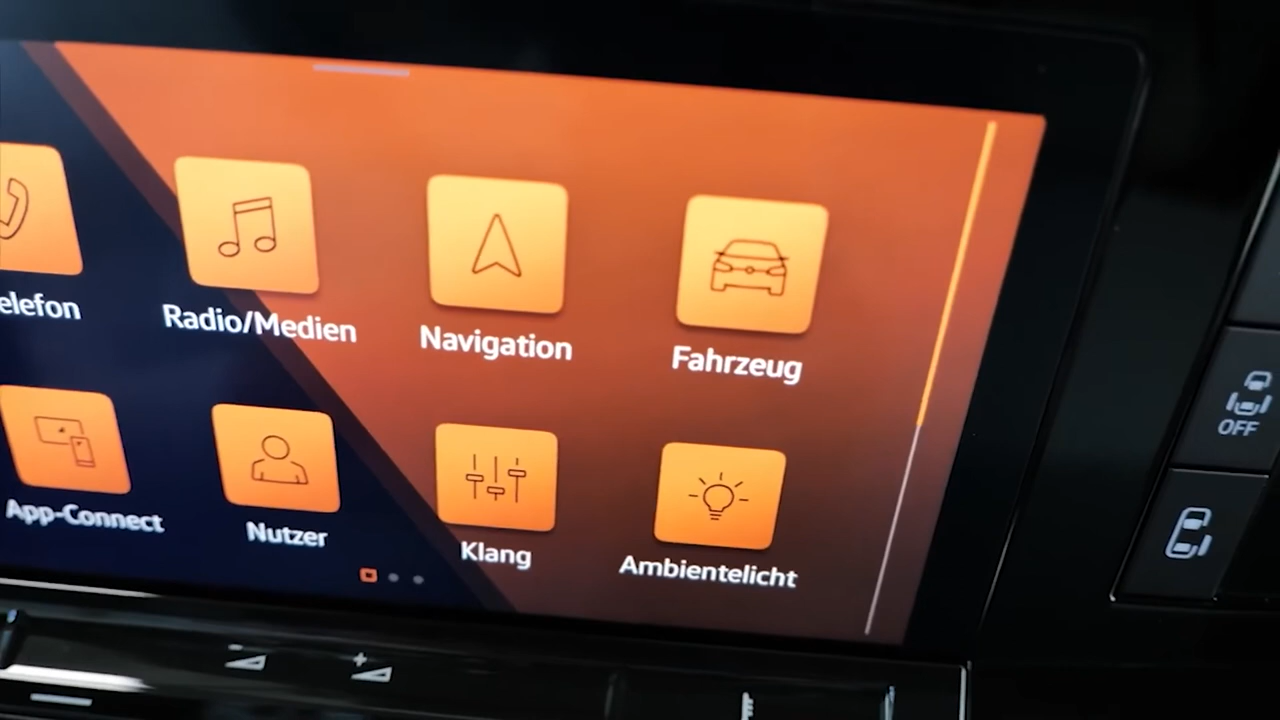 elefon
Radio/Medien
Navigation
Fahrzeug
App-Connect
Nutzer
Klang
Ambientelicht
OFF